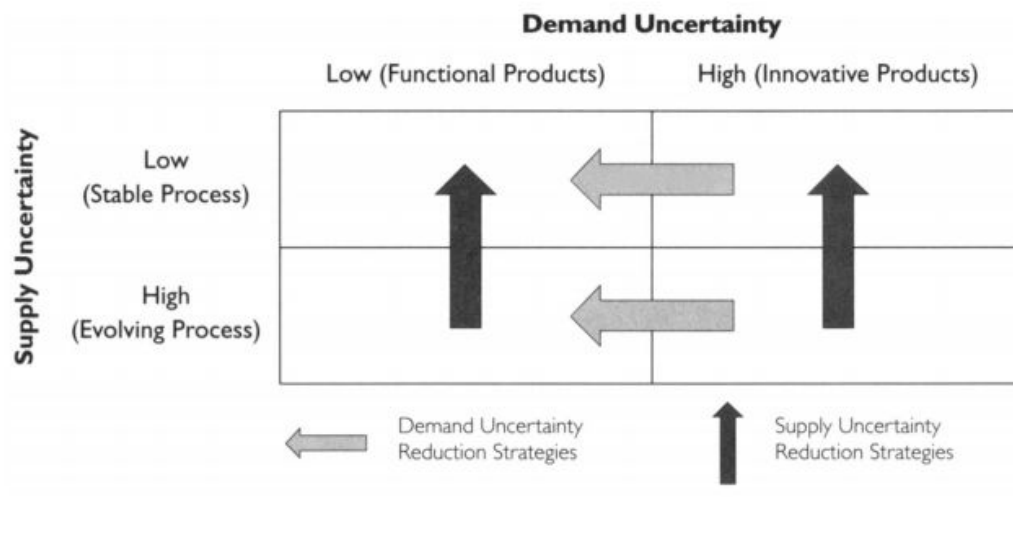 Demand Uncertainty
Low (Functional Products)
High (Innovative Products)
Supply Uncertainty
Low
(Stable Process)
High
(Evolving Process)
Demand Uncertainty
Reduction Strategies
Supply Uncertainty
Reduction Strategies